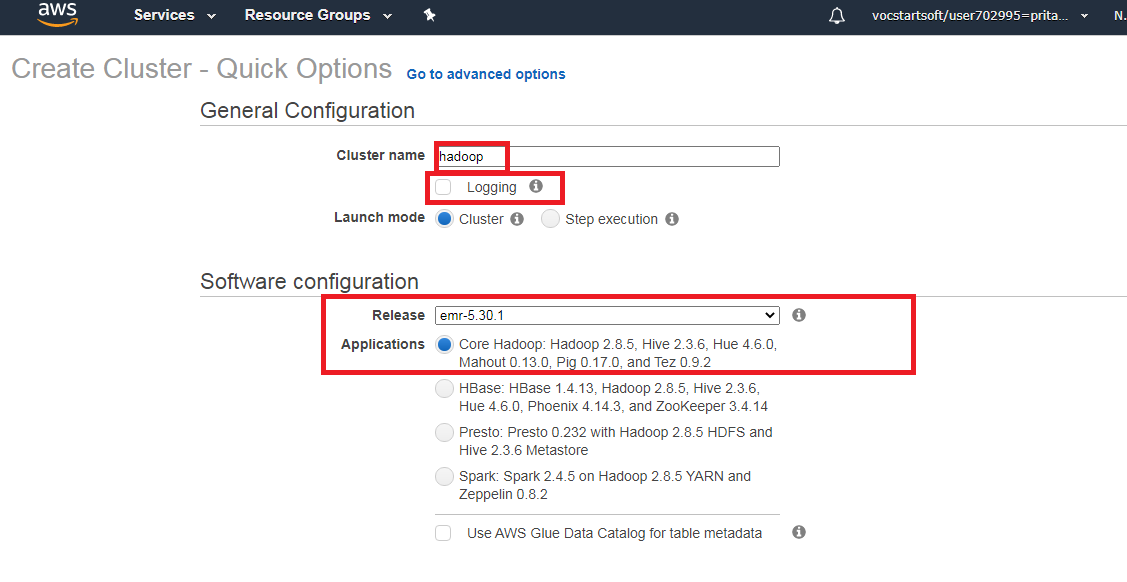 aws Services Resource Groups vocstartsoft/user702995=prita... N.
Create Cluster - Quick Options Go to advanced options
General Configuration
Cluster name hadoop
Logging
Launch mode Cluster Step execution
Software configuration
Release emr-5.30.1
Applications Core Hadoop: Hadoop 2.8.5, Hive 2.3.6, Hue 4.6.0,
Mahout 0.13.0, Pig 0.17.0, and Tez 0.9.2
HBase: HBase 1.4.13, Hadoop 2.8.5, Hive 2.3.6,
Hue 4.6.0, Phoenix 4.14.3, and ZooKeeper 3.4.14
Presto: Presto 0.232 with Hadoop 2.8.5 HDFS and
Hive 2.3.6 Metastore
Spark: Spark 2.4.5 on Hadoop 2.8.5 YARN and
Zeppelin 0.8.2
Use AWS Glue Data Catalog for table metadata